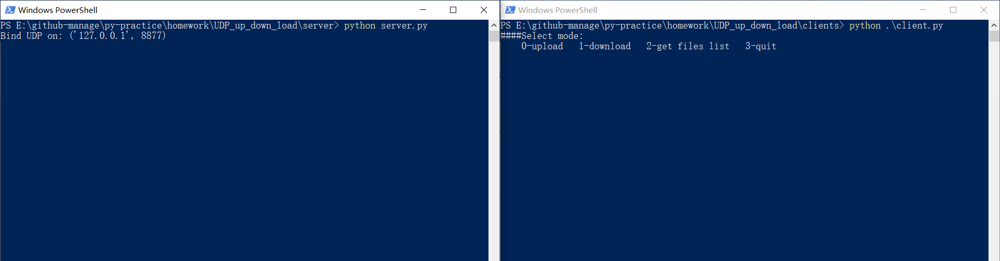 Windows PowerShell
PS E:\github-manage\py-practice\homework\UDP_up_down_load\server> python server.py
Bind UDP on: ('127.0.0.1', 8877)
Windows PowerShell
PS E:\github-manage\py-practice\homework\UDP_up_down_load\clients> python .\client.py
####Select mode:
    0-upload   1-download   2-get files list   3-quit